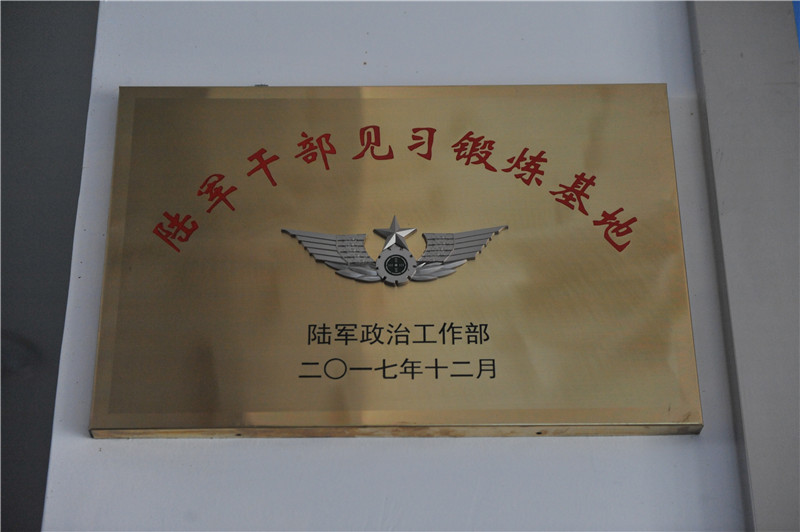 陆军干部见习锻炼基地
陆军政治工作部
二〇一七年十二月